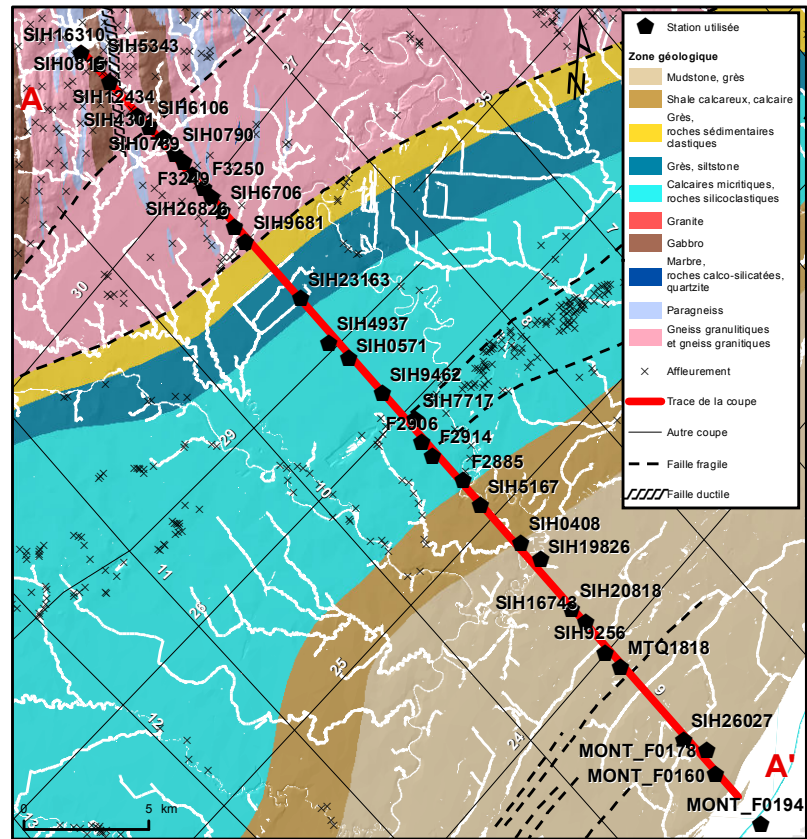 SIH16310
SIH5343
SIH0815
A
SIH12434
SIH6106
SIH4301
SIH0790
F3250
F3249
SIH6706
SIH26826
SIH9681
SIH23163
SIH4937
SIH0571
SIH9462
SIH7717
F2906
F2914
F2885
SIH5167
SIH0408
SIH19826
SIH20818
SIH16743
SIH9256
MTQ1818
SIH26027
MONT_F0178
MONT_F0160
A'
MONT_F0194
27
35
30
7
8
29
10
11
26
25
12
24
9
0 5 km
N
Station utilisée
Zone géologique
Mudstone, grès
Shale calcareux, calcaire
Grès,
roches sédimentaires
clastiques
Grès, siltstone
Calcaires micritiques,
roches silicoclastiques
Granite
Gabbro
Marbre,
roches calco-silicatées,
quartzite
Paragneiss
Gneiss granulitiques
et gneiss granitiques
Affleurement
Trace de la coupe
Autre coupe
Faille fragile
Faille ductile